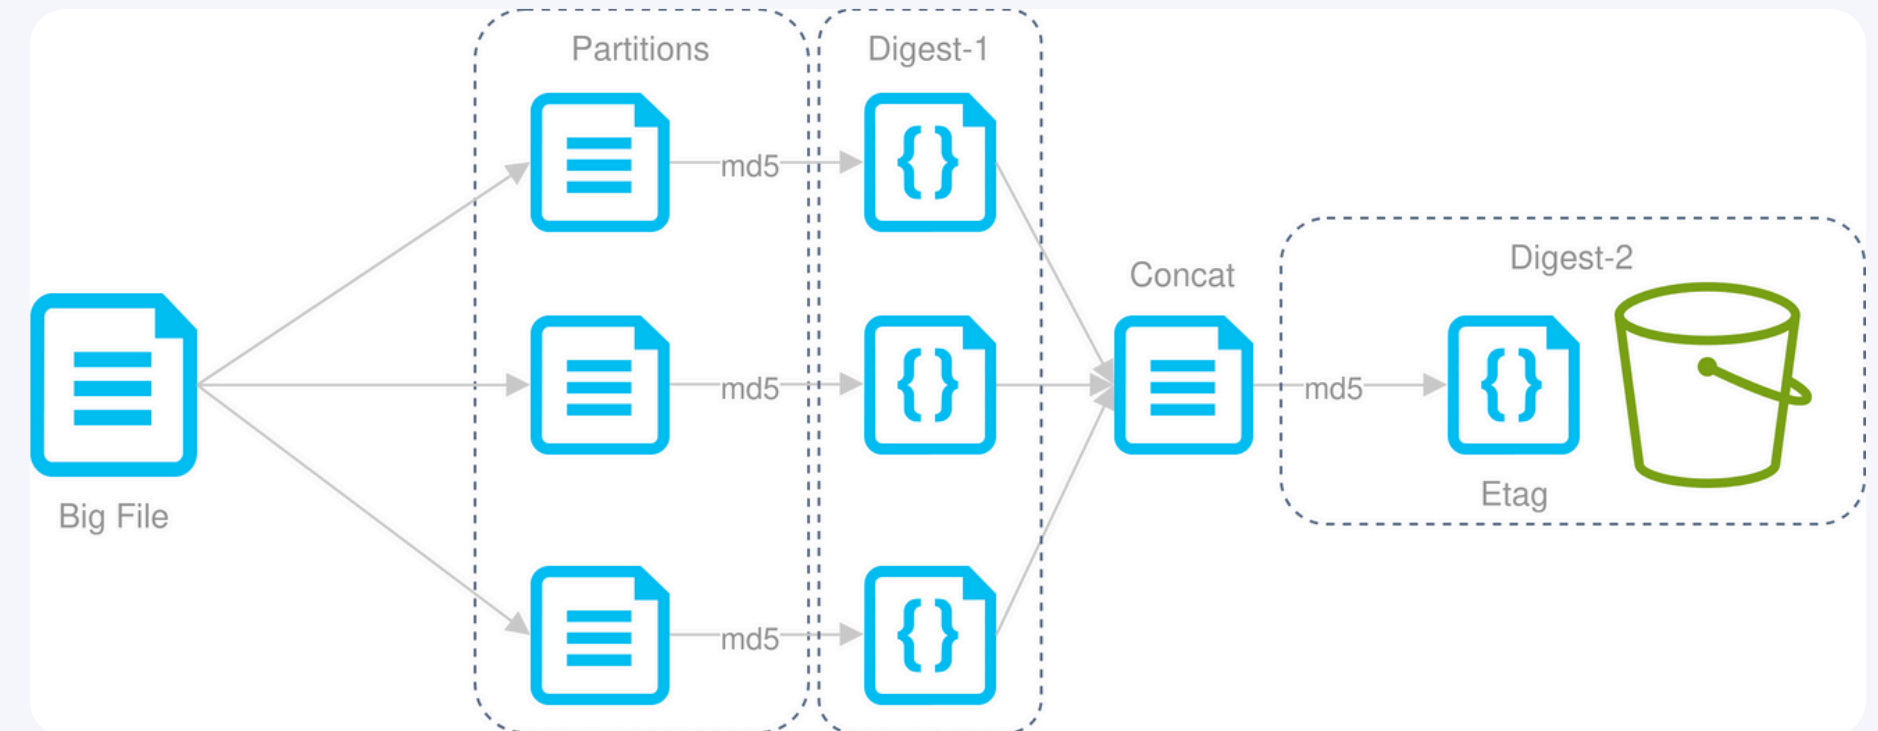 Partitions
Digest-1
md5
Digest-2
Concat
md5
md5
Etag
Big File
md5